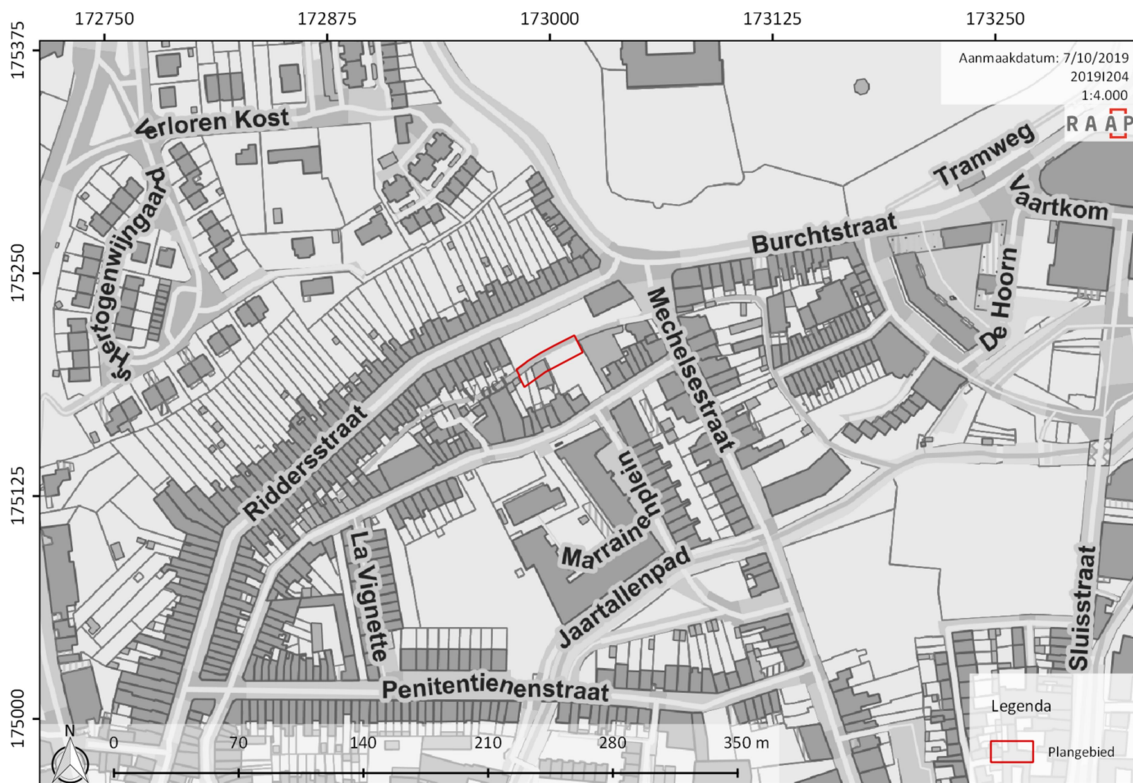 172750 172875 173000 173125 173250
175375
Aanmaakdatum: 7/10/2019
2019I204
1:4.000
RAAP
Verloren Kost
Tramweg
Vaartkom
's Hertogenwijngaard
Burchtstraat
175250
De Hoorn
Mechelsestraat
Riddersstraat
175125
Marraineplein
La Vignette
Jaartallenpad
Sluisstraat
Penitentienenstraat
175000
Legenda
Plangebied
N
0 70 140 210 280 350 m